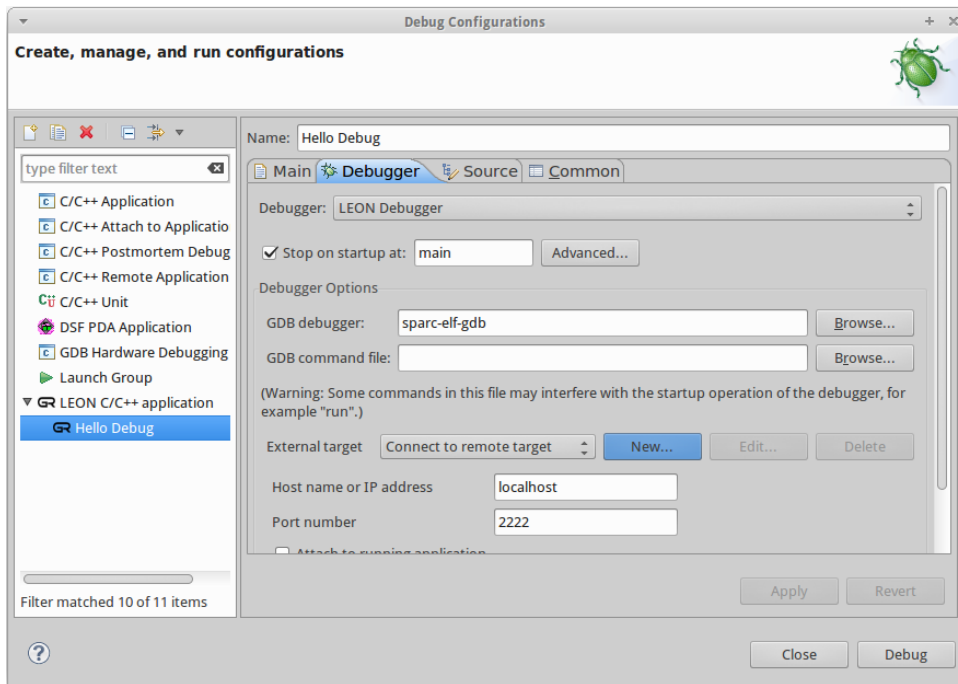 Debug Configurations
Create, manage, and run configurations
type filter text
C/C++ Application
C/C++ Attach to Applicatio
C/C++ Postmortem Debug
C/C++ Remote Application
C/C++ Unit
DSF PDA Application
GDB Hardware Debugging
Launch Group
LEON C/C++ application
Hello Debug
Filter matched 10 of 11 items
Name: Hello Debug
Main Debugger Source Common
Debugger: LEON Debugger
Stop on startup at: main Advanced...
Debugger Options
GDB debugger: sparc-elf-gdb Browse...
GDB command file: Browse...
(Warning: Some commands in this file may interfere with the startup operation of the debugger, for
example "run".)
External target Connect to remote target New... Edit... Delete
Host name or IP address localhost
Port number 2222
Attach to running application
Apply Revert
Close Debug